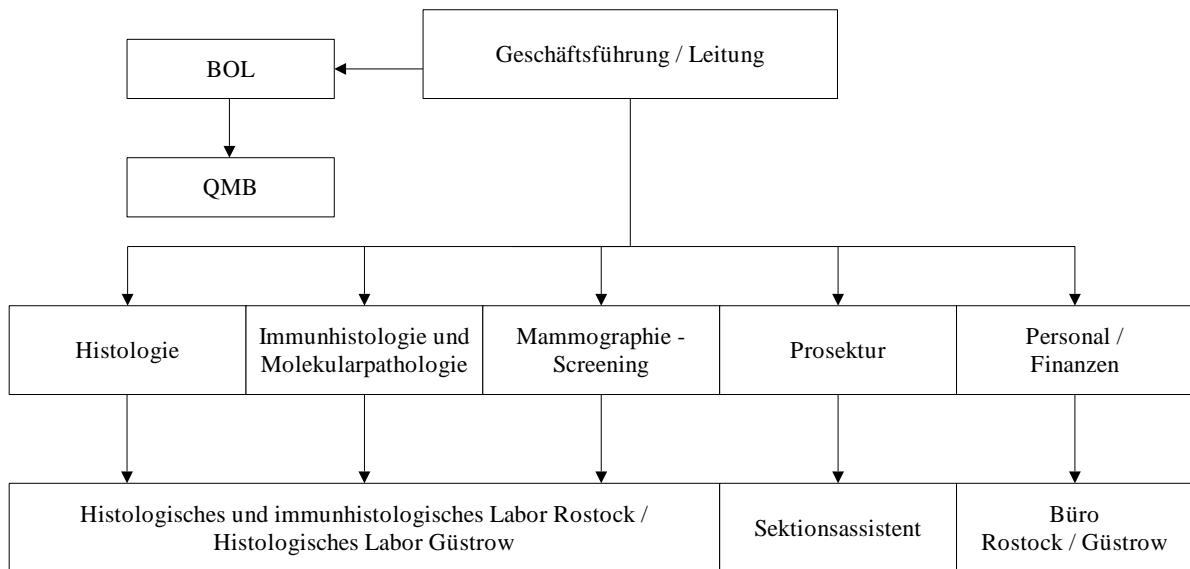 Geschäftsführung / Leitung
BOL
QMB
Histologie
Immunhistologie und
Molekularpathologie
Mammographie -
Screening
Prosektur
Personal /
Finanzen
Histologisches und immunhistologisches Labor Rostock /
Histologisches Labor Güstrow
Sektionsassistent
Büro
Rostock / Güstrow